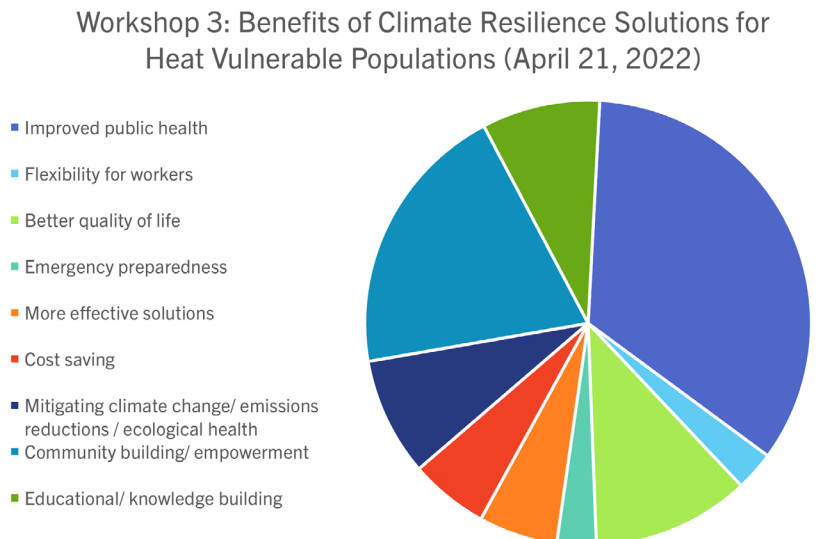 Workshop 3: Benefits of Climate Resilience Solutions for
Heat Vulnerable Populations (April 21, 2022)
Improved public health
Flexibility for workers
Better quality of life
Emergency preparedness
More effective solutions
Cost saving
Mitigating climate change/ emissions
reductions / ecological health
Community building/ empowerment
Educational/ knowledge building